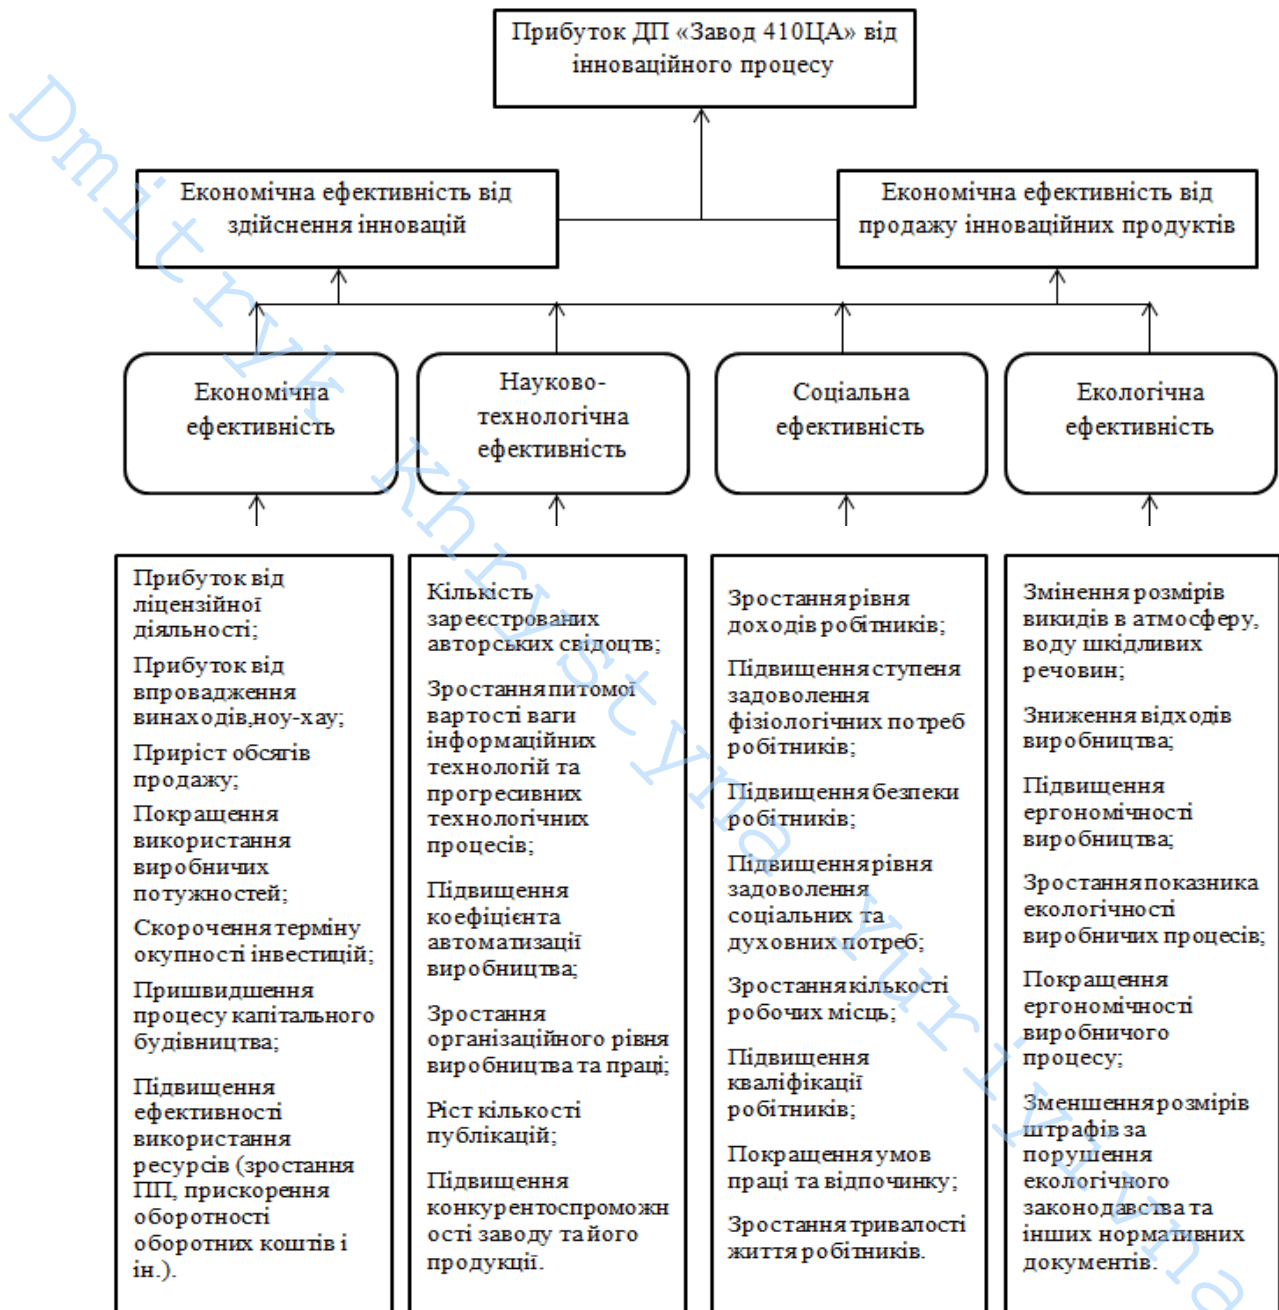 Прибуток ДП «Завод 410ЦА» від
інноваційного процесу
Економічна ефективність від
здійснення інновацій
Економічна ефективність від
продажу інноваційних продуктів
Економічна
ефективність
Науково-
технологічна
ефективність
Соціальна
ефективність
Екологічна
ефективність
Прибуток від
ліцензійної
діяльності;
Прибуток від
впровадження
винаходів,ноу-хау;
Приріст обсягів
продажу;
Покращення
використання
виробничих
потужностей;
Скорочення терміну
окупності інвестицій;
Пришвидшення
процесу капітального
будівництва;
Підвищення
ефективності
використання
ресурсів (зростання
ПП, прискорення
оборотності
оборотних коштів і
ін.).
Кількість
зареєстрованих
авторських свідоцтв;
Зростання питомої
вартості ваги
інформаційних
технологій та
прогресивних
технологічних
процесів;
Підвищення
коефіцієнта
автоматизації
виробництва;
Зростання
організаційного рівня
виробництва та праці;
Ріст кількості
публікацій;
Підвищення
конкурентоспроможн
ості заводу та його
продукції.
Зростання рівня
доходів робітників;
Підвищення ступеня
задоволення
фізіологічних потреб
робітників;
Підвищення безпеки
робітників;
Підвищення рівня
задоволення
соціальних та
духовних потреб;
Зростання кількості
робочих місць;
Підвищення
кваліфікації
робітників;
Покращення умов
праці та відпочинку;
Зростання тривалості
життя робітників.
Змінення розмірів
викидів в атмосферу,
воду шкідливих
речовин;
Зниження відходів
виробництва;
Підвищення
ергономічності
виробництва;
Зростання показника
екологічності
виробничих процесів;
Покращення
ергономічності
виробничого
процесу;
Зменшення розмірів
штрафів за
порушення
екологічного
законодавства та
інших нормативних
документів.
Dmitryk Khrystyna Yuriyivna